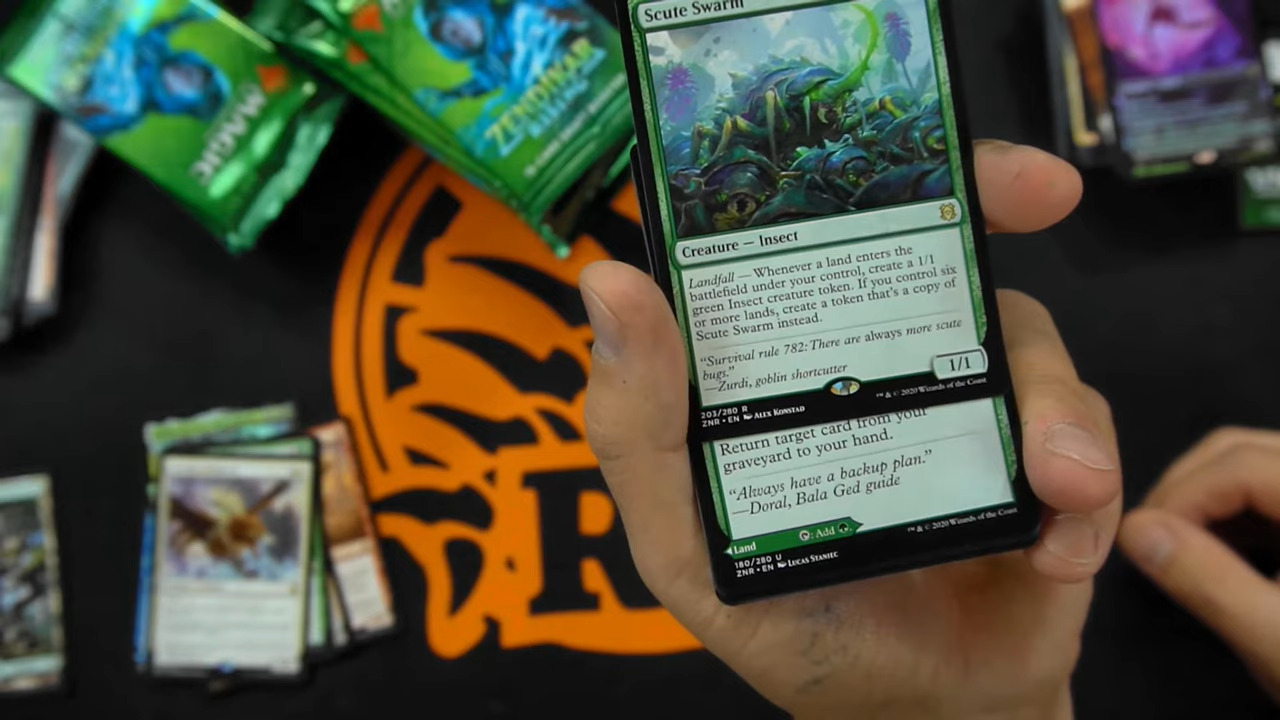 Scute Swarm
MAGIC
ZENDIKAR
RISING
Creature — Insect
Landfall — Whenever a land enters the
battlefield under your control, create a 1/1
green Insect creature token. If you control six
or more lands, create a token that's a copy of
Scute Swarm instead.
"Survival rule 782: There are always more scute
bugs."
—Zurdi, goblin shortcutter
1/1
203/280 R
ZNR • EN ALEX KONSTAD
™ & © 2020 Wizards of the Coast
Return target card from your
graveyard to your hand.
"Always have a backup plan."
—Doral, Bala Ged guide
Land
: Add
180/280 U
ZNR • EN LUCAS STANIEC
™ & © 2020 Wizards of the Coast
R